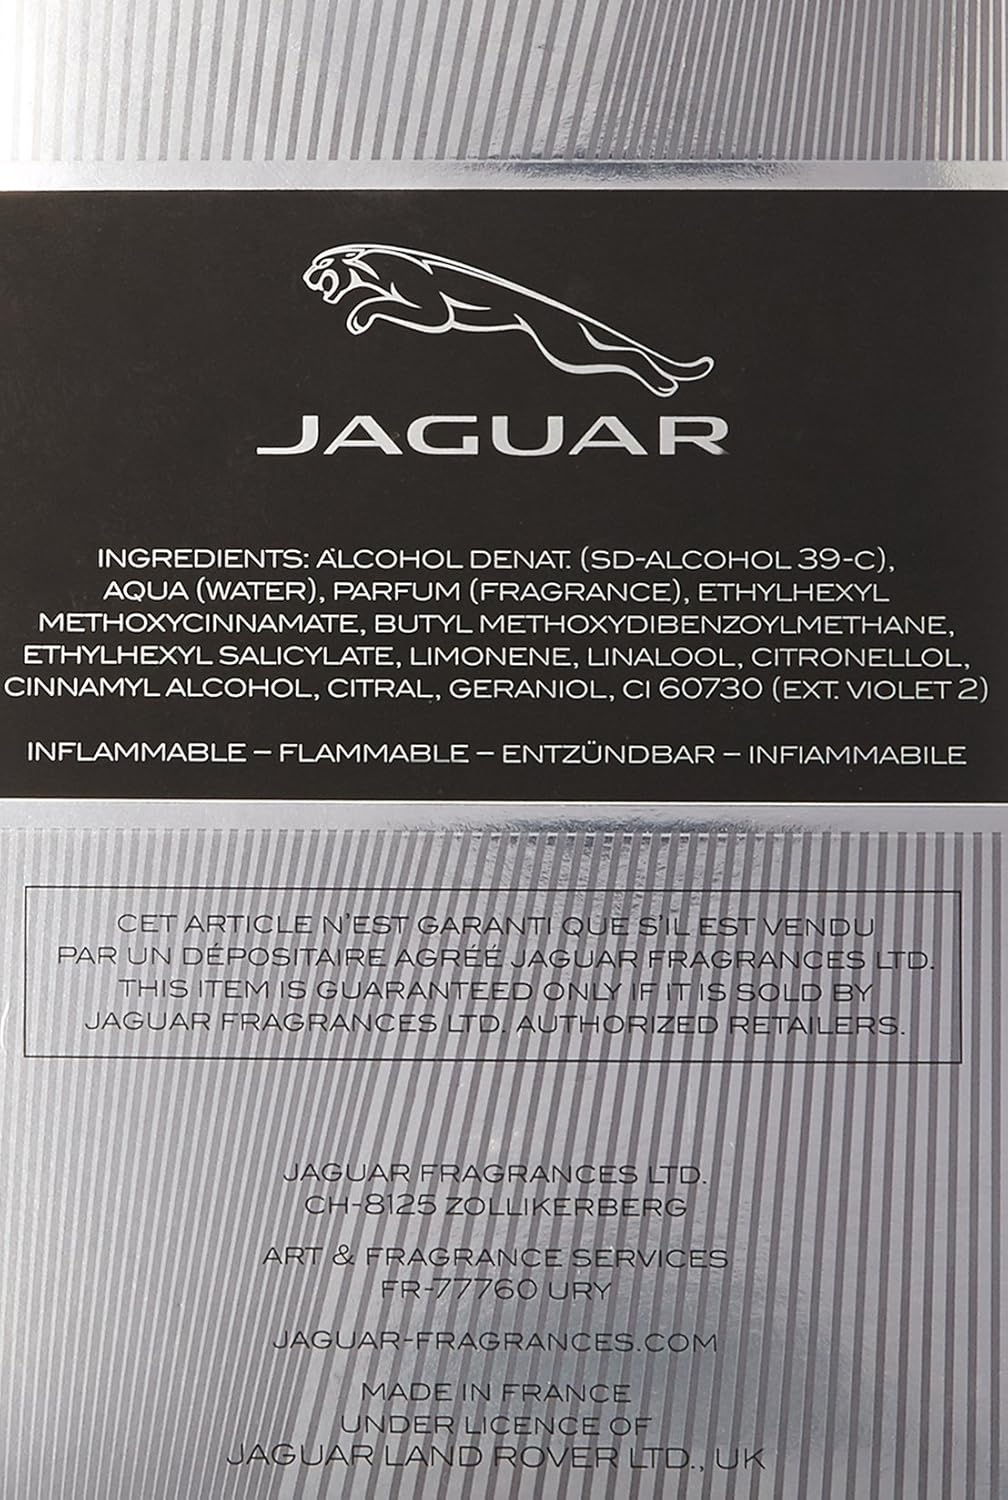 JAGUAR
INGREDIENTS: ALCOHOL DENAT. (SD-ALCOHOL 39-C),
AQUA (WATER), PARFUM (FRAGRANCE), ETHYLHEXYL
METHOXYCINNAMATE, BUTYL METHOXYDIBENZOYLMETHANE,
ETHYLHEXYL SALICYLATE, LIMONENE, LINALOOL, CITRONELLOL,
CINNAMYL ALCOHOL, CITRAL, GERANIOL, CI 60730 (EXT. VIOLET 2)
INFLAMMABLE – FLAMMABLE – ENTZÜNDBAR – INFIAMMABILE
CET ARTICLE N'EST GARANTI QUE S'IL EST VENDU
PAR UN DÉPOSITAIRE AGRÉÉ JAGUAR FRAGRANCES LTD.
THIS ITEM IS GUARANTEED ONLY IF IT IS SOLD BY
JAGUAR FRAGRANCES LTD. AUTHORIZED RETAILERS.
JAGUAR FRAGRANCES LTD.
CH-8125 ZOLLIKERBERG
ART & FRAGRANCE SERVICES
FR-77760 URY
JAGUAR-FRAGRANCES.COM
MADE IN FRANCE
UNDER LICENCE OF
JAGUAR LAND ROVER LTD., UK